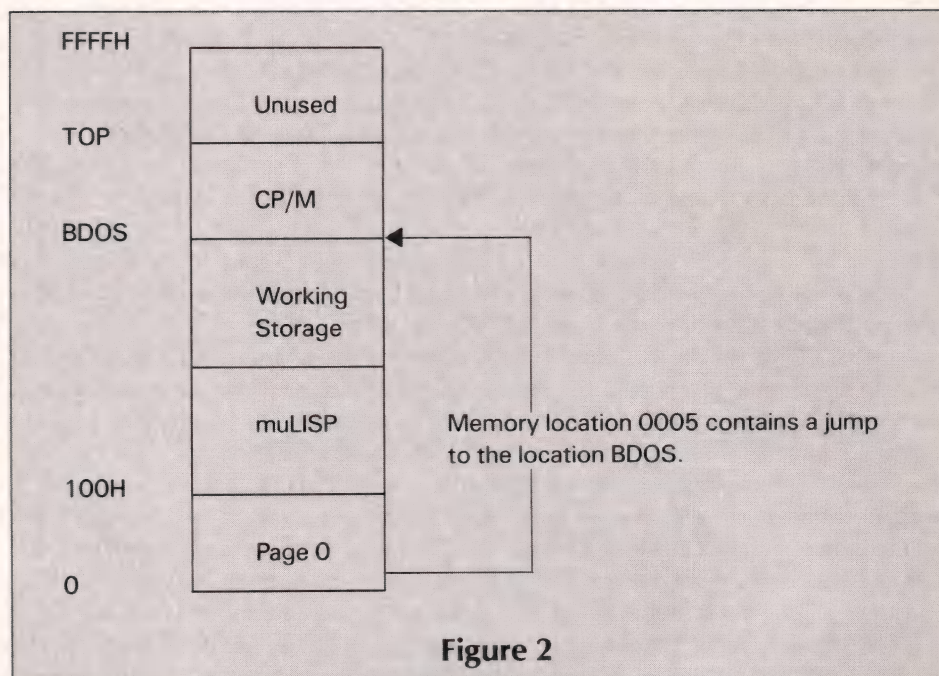 FFFFH
Unused
TOP
CP/M
BDOS
Working
Storage
muLISP
Memory location 0005 contains a jump
to the location BDOS.
100H
Page 0
0
Figure 2